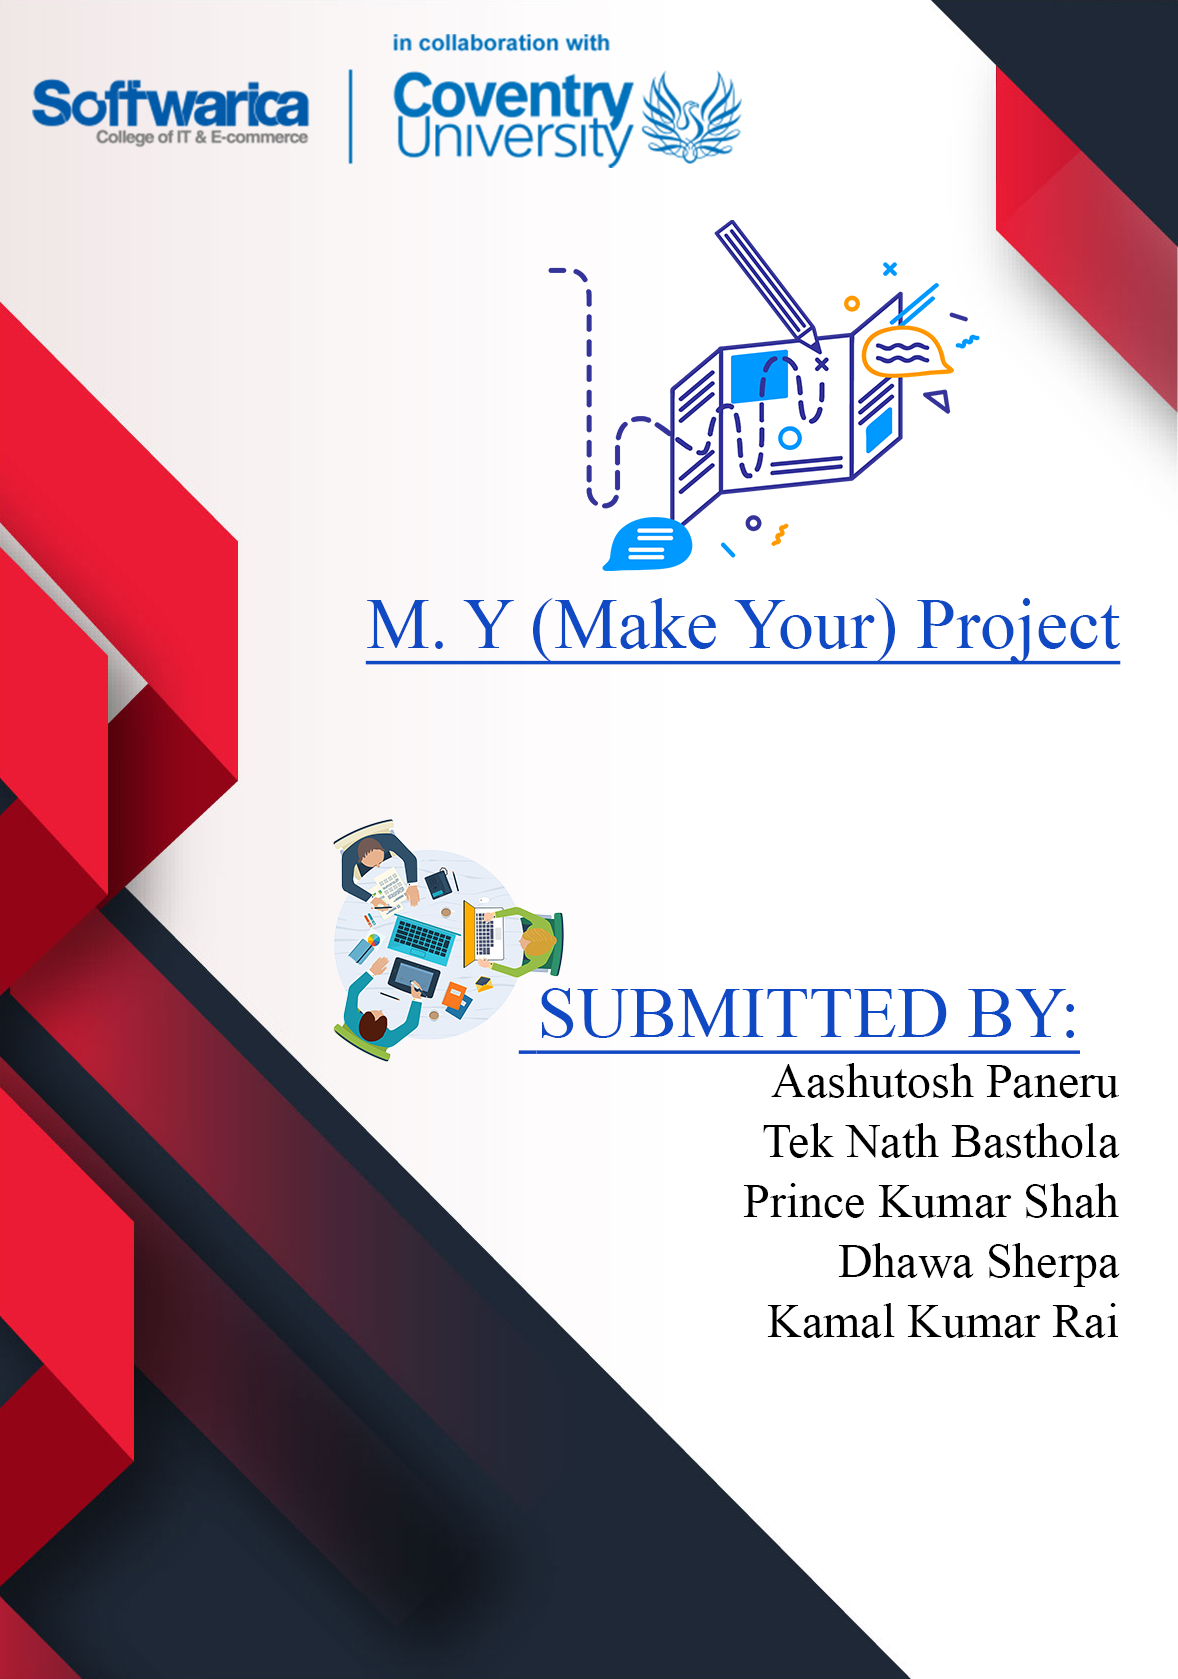 in collaboration with
Softwarica
College of IT & E-commerce
Coventry
University
M. Y (Make Your) Project
SUBMITTED BY:
Aashutosh Paneru
Tek Nath Basthola
Prince Kumar Shah
Dhawa Sherpa
Kamal Kumar Rai